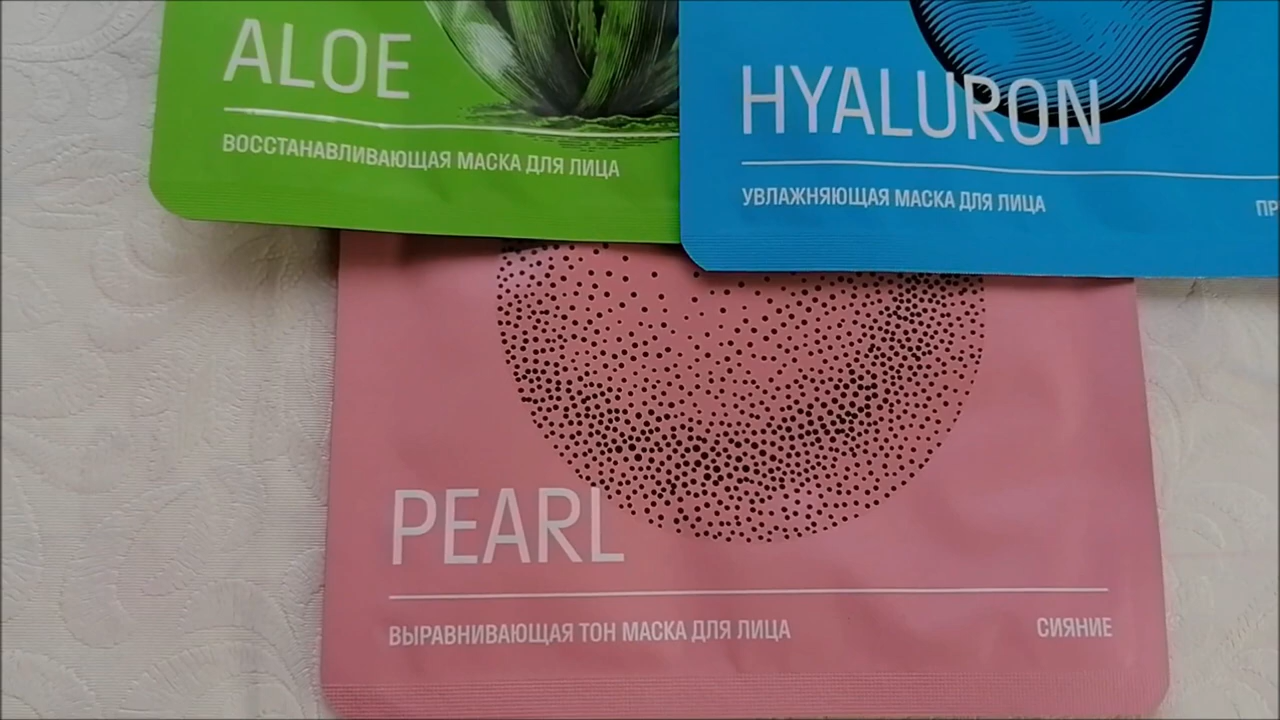 ALOE
ВОССТАНАВЛИВАЮЩАЯ МАСКА ДЛЯ ЛИЦА
HYALURON
УВЛАЖНЯЮЩАЯ МАСКА ДЛЯ ЛИЦА
PEARL
ВЫРАВНИВАЮЩАЯ ТОН МАСКА ДЛЯ ЛИЦА
СИЯНИЕ